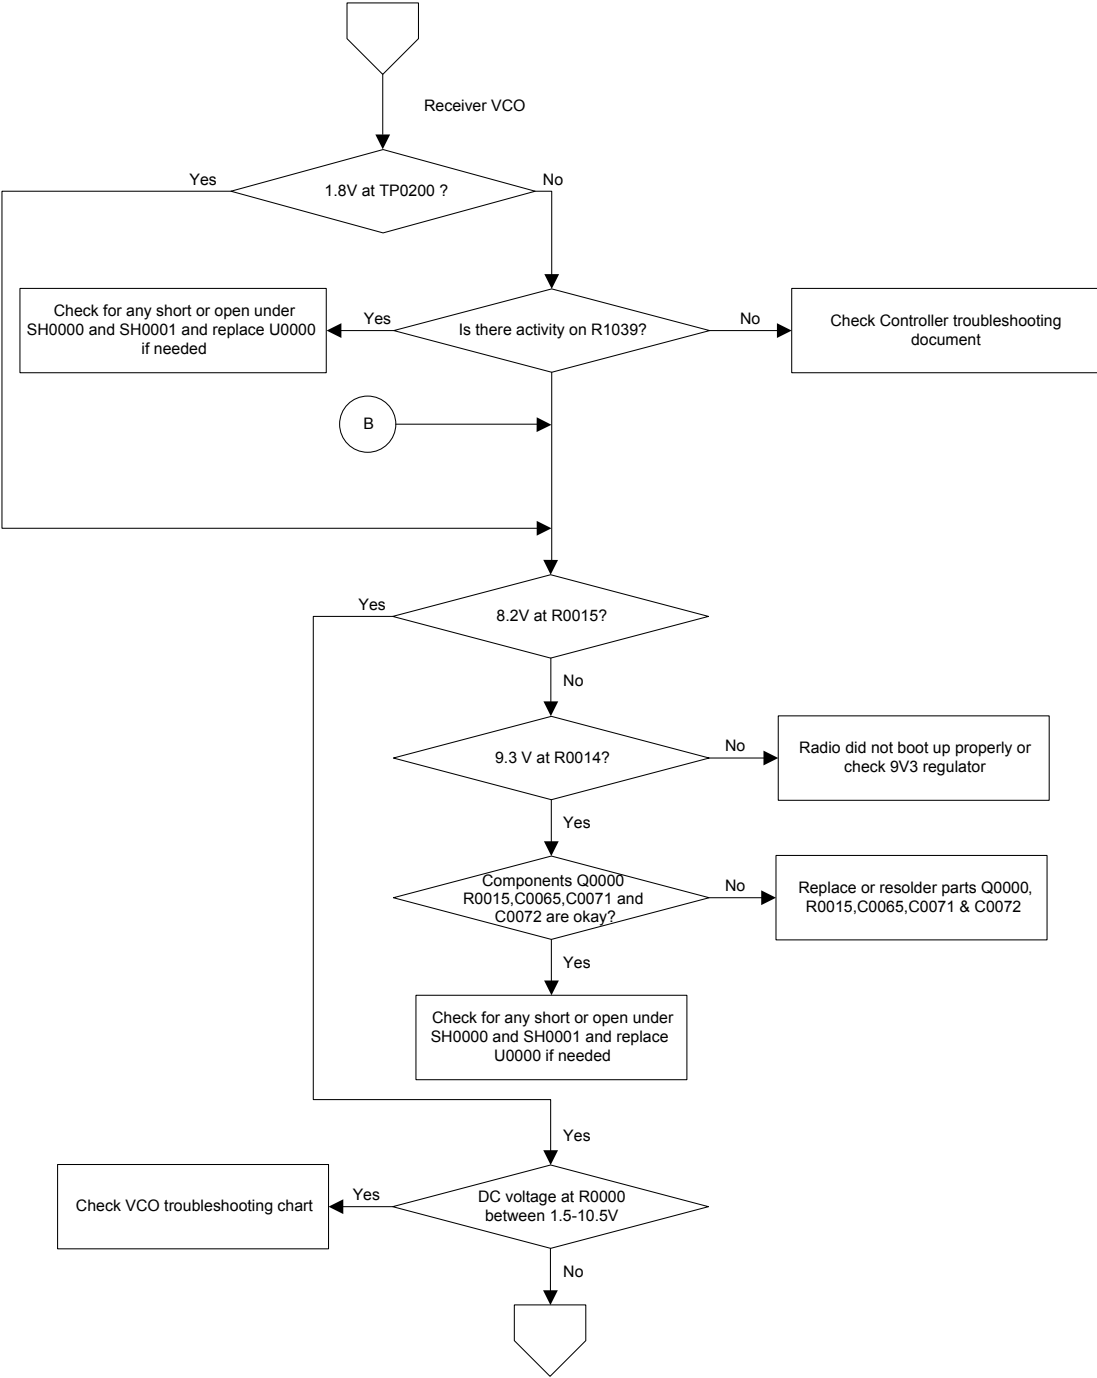 Receiver VCO
Yes
1.8V at TP0200 ?
No
Check for any short or open under
SH0000 and SH0001 and replace U0000
if needed
Yes
Is there activity on R1039?
No
Check Controller troubleshooting
document
B
Yes
8.2V at R0015?
No
9.3 V at R0014?
No
Radio did not boot up properly or
check 9V3 regulator
Yes
Components Q0000
R0015,C0065,C0071 and
C0072 are okay?
No
Replace or resolder parts Q0000,
R0015,C0065,C0071 & C0072
Yes
Check for any short or open under
SH0000 and SH0001 and replace
U0000 if needed
Yes
Check VCO troubleshooting chart
Yes
DC voltage at R0000
between 1.5-10.5V
No